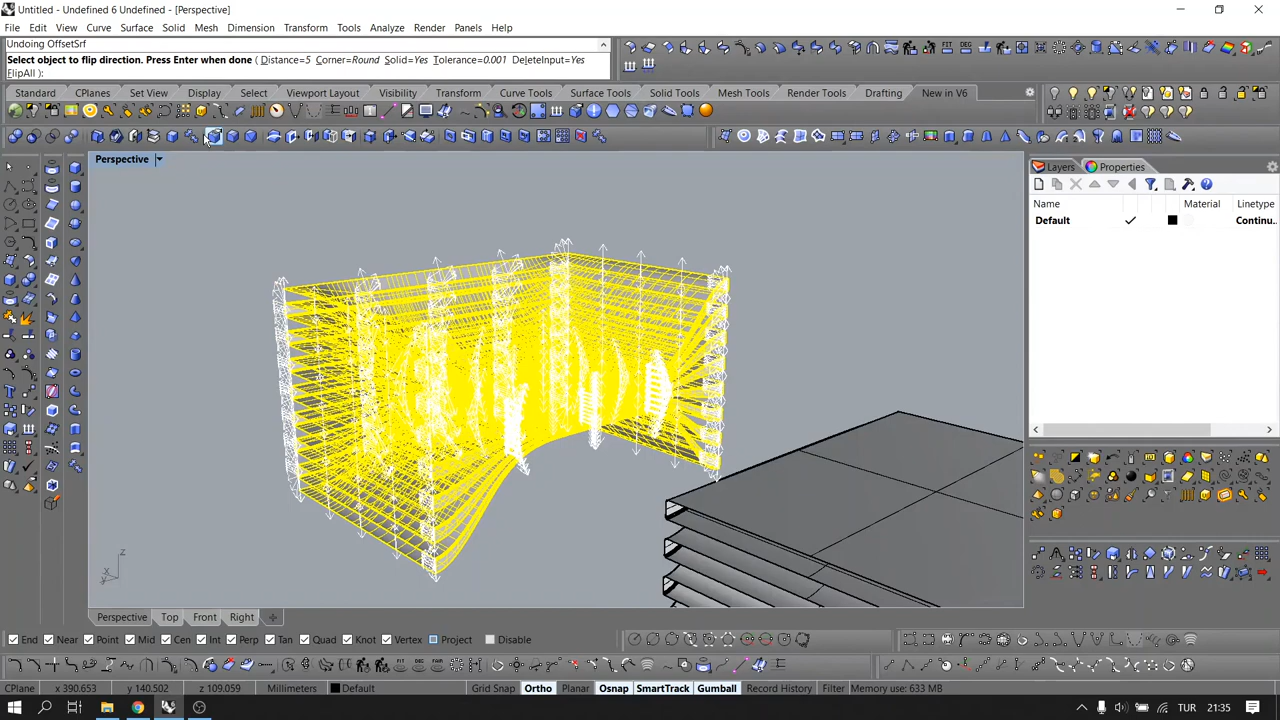 Untitled - Undefined 6 Undefined - [Perspective]
File Edit View Curve Surface Solid Mesh Dimension Transform Tools Analyze Render Panels Help
Undoing OffsetSrf
Select object to flip direction. Press Enter when done ( Distance=5 Corner=Round Solid=Yes Tolerance=0.001 DeleteInput=Yes
FlipAll ):
Standard CPlanes Set View Display Select Viewport Layout Visibility Transform Curve Tools Surface Tools Solid Tools Mesh Tools Render Tools Drafting New in V6
Perspective
Layers Properties
Name Material Linetype
Default Continu...
z
x
y
Perspective Top Front Right
End Near Point Mid Cen Int Perp Tan Quad Knot Vertex Project Disable
CPlane x 390.653 y 140.502 z 109.059 Millimeters Default Grid Snap Ortho Planar Osnap SmartTrack Gumball Record History Filter Memory use: 633 MB
TUR 21:35